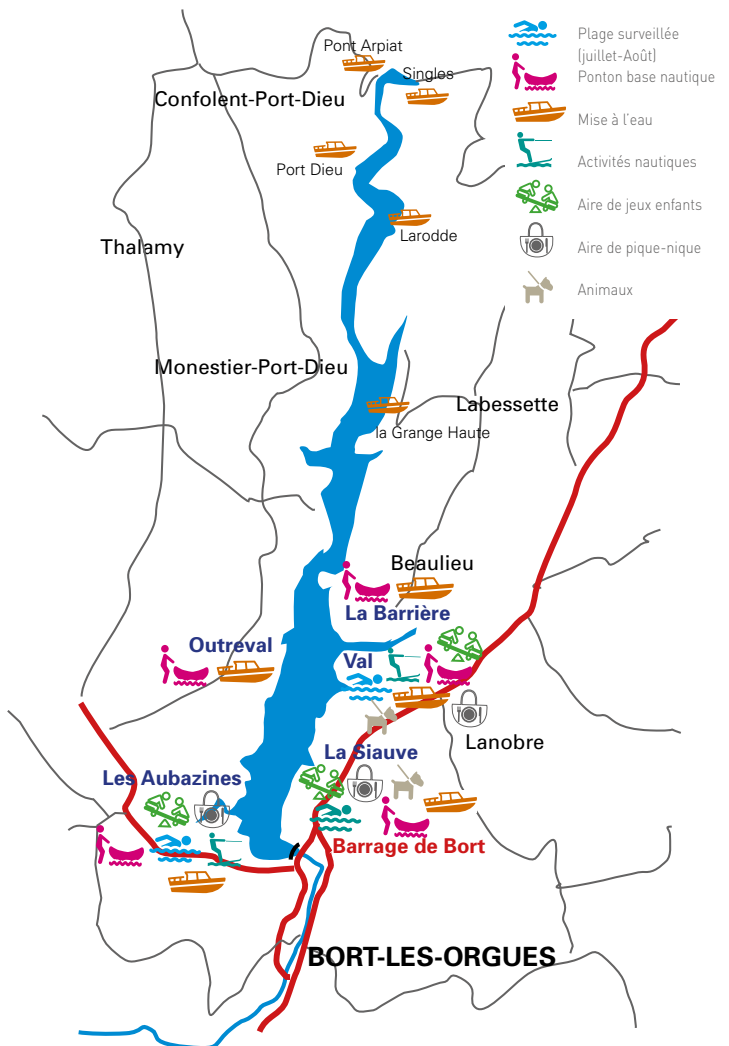 Plage surveillée
(juillet-Août)
Ponton base nautique
Mise à l'eau
Activités nautiques
Aire de jeux enfants
Aire de pique-nique
Animaux
Pont Arpiat
Singles
Confolent-Port-Dieu
Port Dieu
Larodde
Thalamy
Monestier-Port-Dieu
Labessette
la Grange Haute
Beaulieu
La Barrière
Outreval
Val
Lanobre
La Siauve
Les Aubazines
Barrage de Bort
BORT-LES-ORGUES